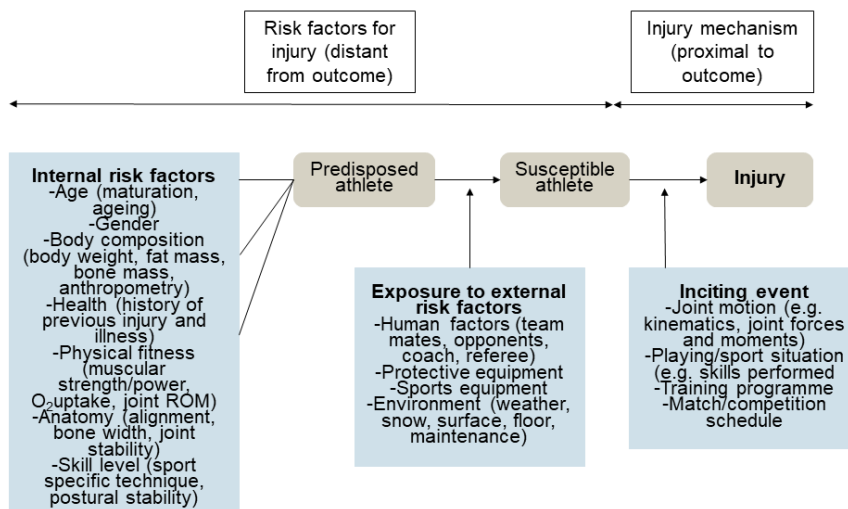 Risk factors for
injury (distant
from outcome)
Injury mechanism
(proximal to
outcome)
Internal risk factors
-Age (maturation,
ageing)
-Gender
-Body composition
(body weight, fat mass,
bone mass,
anthropometry)
-Health (history of
previous injury and
illness)
-Physical fitness
(muscular
strength/power,
O₂uptake, joint ROM)
-Anatomy (alignment,
bone width, joint
stability)
-Skill level (sport
specific technique,
postural stability)
Predisposed
athlete
Susceptible
athlete
Injury
Exposure to external
risk factors
-Human factors (team
mates, opponents,
coach, referee)
-Protective equipment
-Sports equipment
-Environment (weather,
snow, surface, floor,
maintenance)
Inciting event
-Joint motion (e.g.
kinematics, joint forces
and moments)
-Playing/sport situation
(e.g. skills performed
-Training programme
-Match/competition
schedule